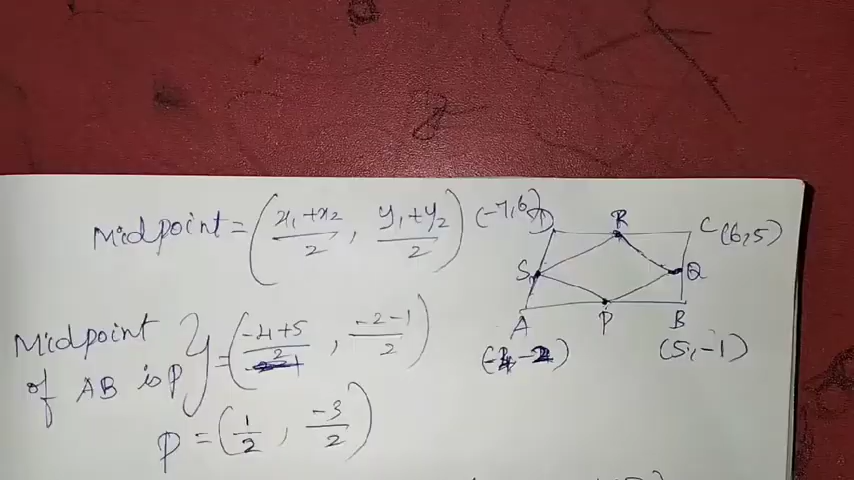 Midpoint = (x₁+x₂/2 , y₁+y₂/2)
(-7,6) D R C (6,5)
S Q
A P B
(-4,-2) (5,-1)
Midpoint of AB is P } = (-4+5/2 , -2-1/2)
P = (1/2 , -3/2)